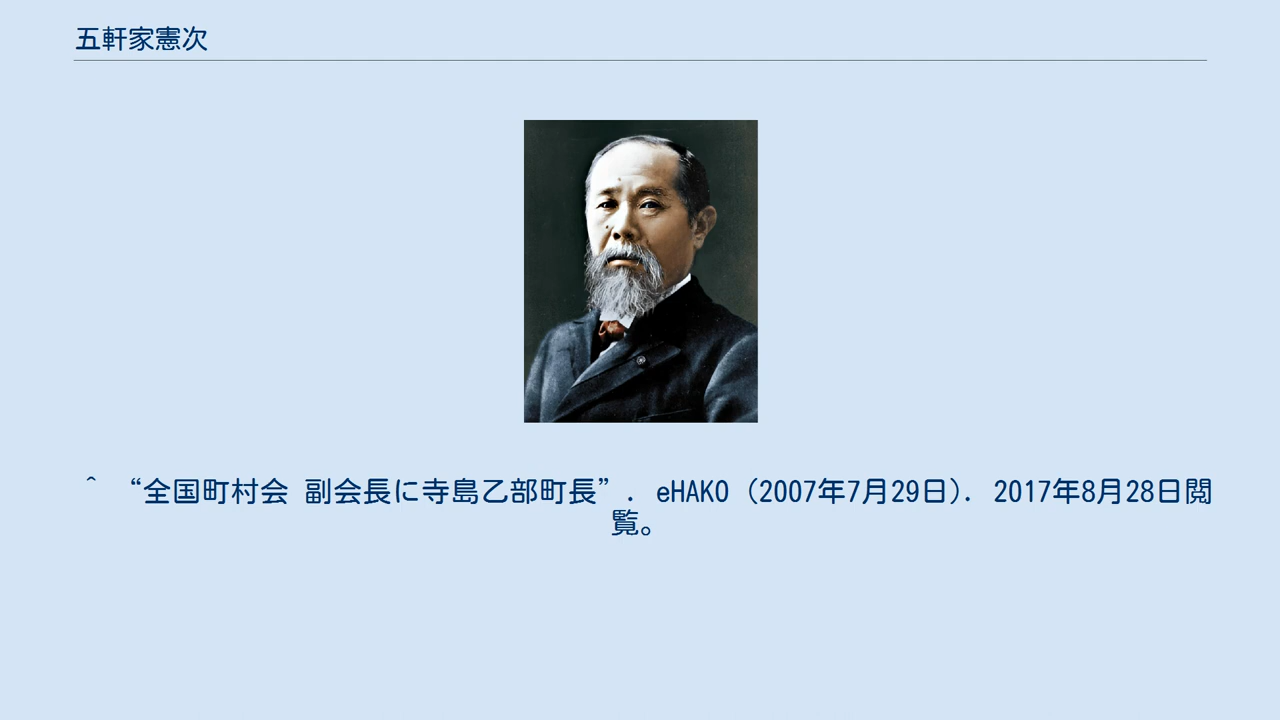 五軒家憲次
^ “全国町村会 副会長に寺島乙部町長”. eHAKO (2007年7月29日). 2017年8月28日閲
覧。